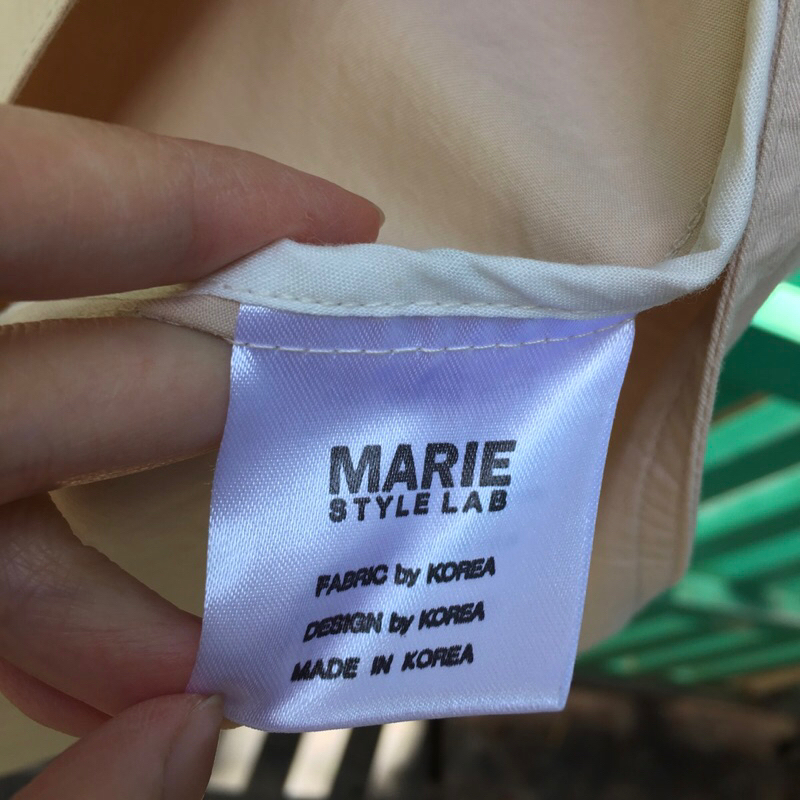 MARIE
STYLE LAB
FABRIC by KOREA
DESIGN by KOREA
MADE IN KOREA